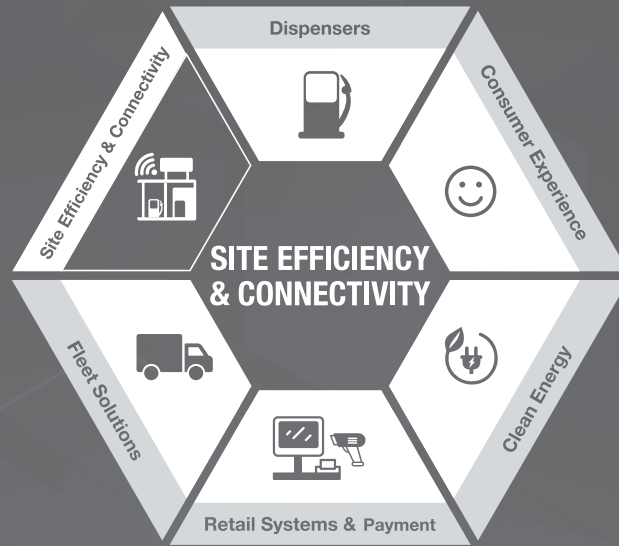 Dispensers
Consumer Experience
Site Efficiency & Connectivity
SITE EFFICIENCY
& CONNECTIVITY
Fleet Solutions
Clean Energy
Retail Systems & Payment